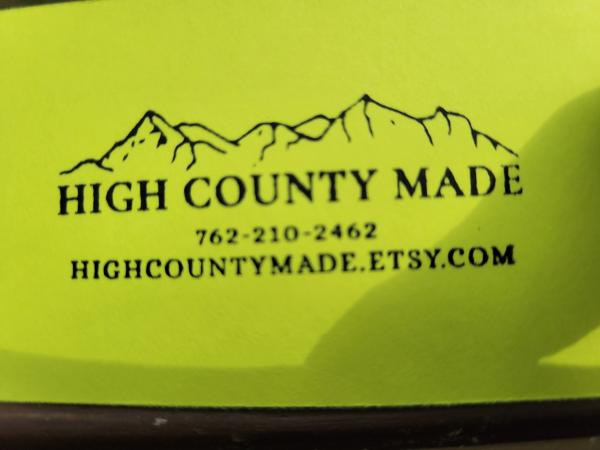 HIGH COUNTY MADE
762-210-2462
HIGHCOUNTYMADE.ETSY.COM